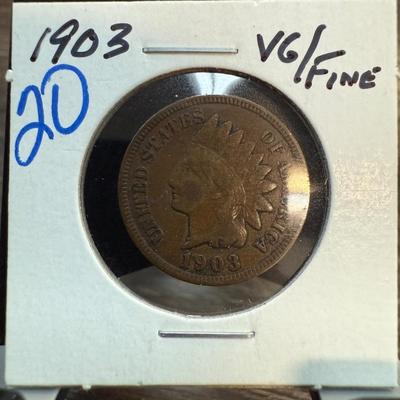 1903 VG/FINE
20
UNITED STATES OF AMERICA
1903